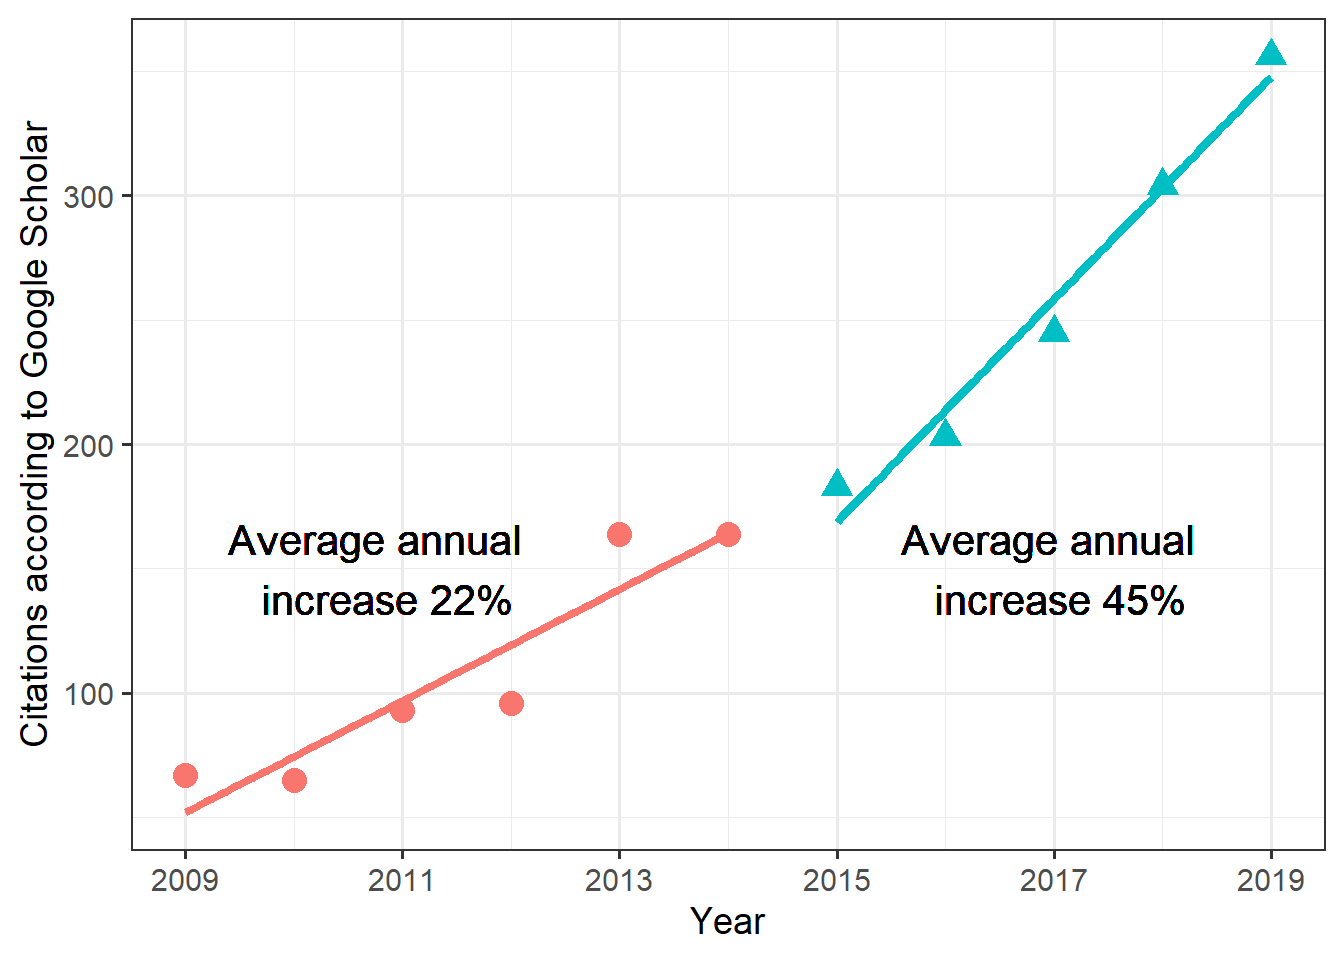 Citations according to Google Scholar
300
200
100
Average annual
increase 22%
Average annual
increase 45%
2009 2011 2013 2015 2017 2019
Year